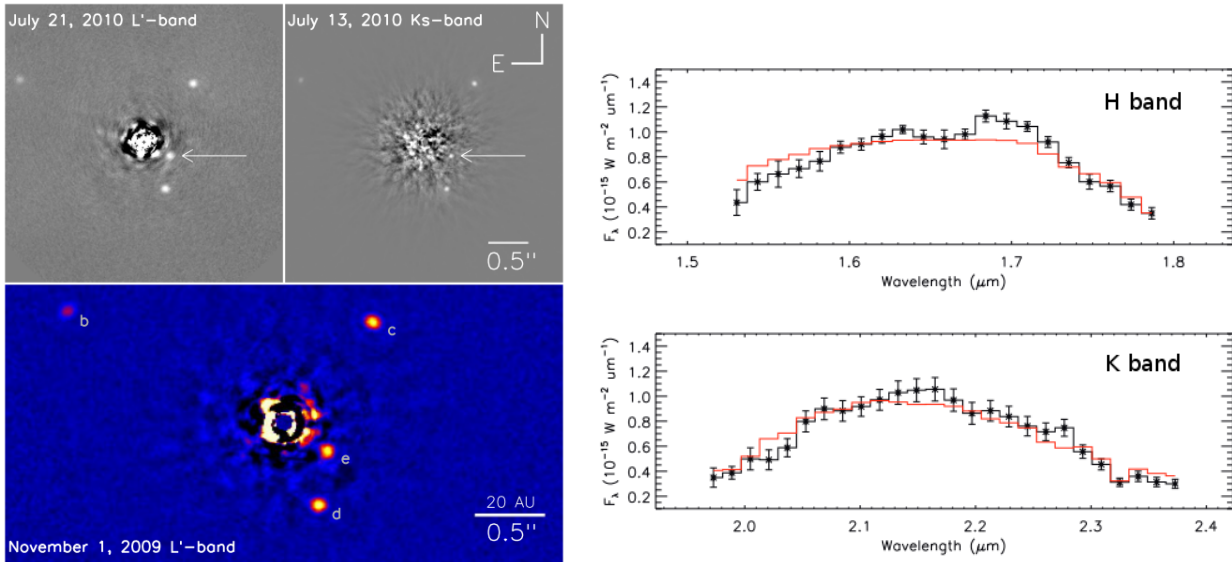 July 21, 2010 L'-band
July 13, 2010 Ks-band
N
E
0.5"
b
c
e
d
20 AU
0.5"
November 1, 2009 L'-band
H band
F_λ (10⁻¹⁵ W m⁻² um⁻¹)
1.4
1.2
1.0
0.8
0.6
0.4
0.2
1.5 1.6 1.7 1.8
Wavelength (μm)
K band
F_λ (10⁻¹⁵ W m⁻² um⁻¹)
1.4
1.2
1.0
0.8
0.6
0.4
0.2
2.0 2.1 2.2 2.3 2.4
Wavelength (μm)